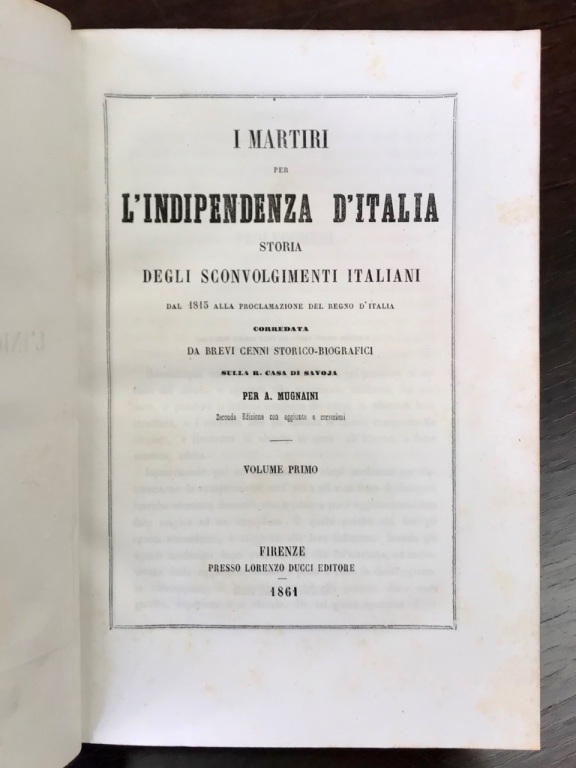 I MARTIRI
PER
L'INDIPENDENZA D'ITALIA
STORIA
DEGLI SCONVOLGIMENTI ITALIANI
DAL 1815 ALLA PROCLAMAZIONE DEL REGNO D'ITALIA
CORREDATA
DA BREVI CENNI STORICO-BIOGRAFICI
SULLA R. CASA DI SAVOJA
PER A. MUGNAINI
Seconda Edizione con aggiunte e correzioni
VOLUME PRIMO
FIRENZE
PRESSO LORENZO DUCCI EDITORE
1861